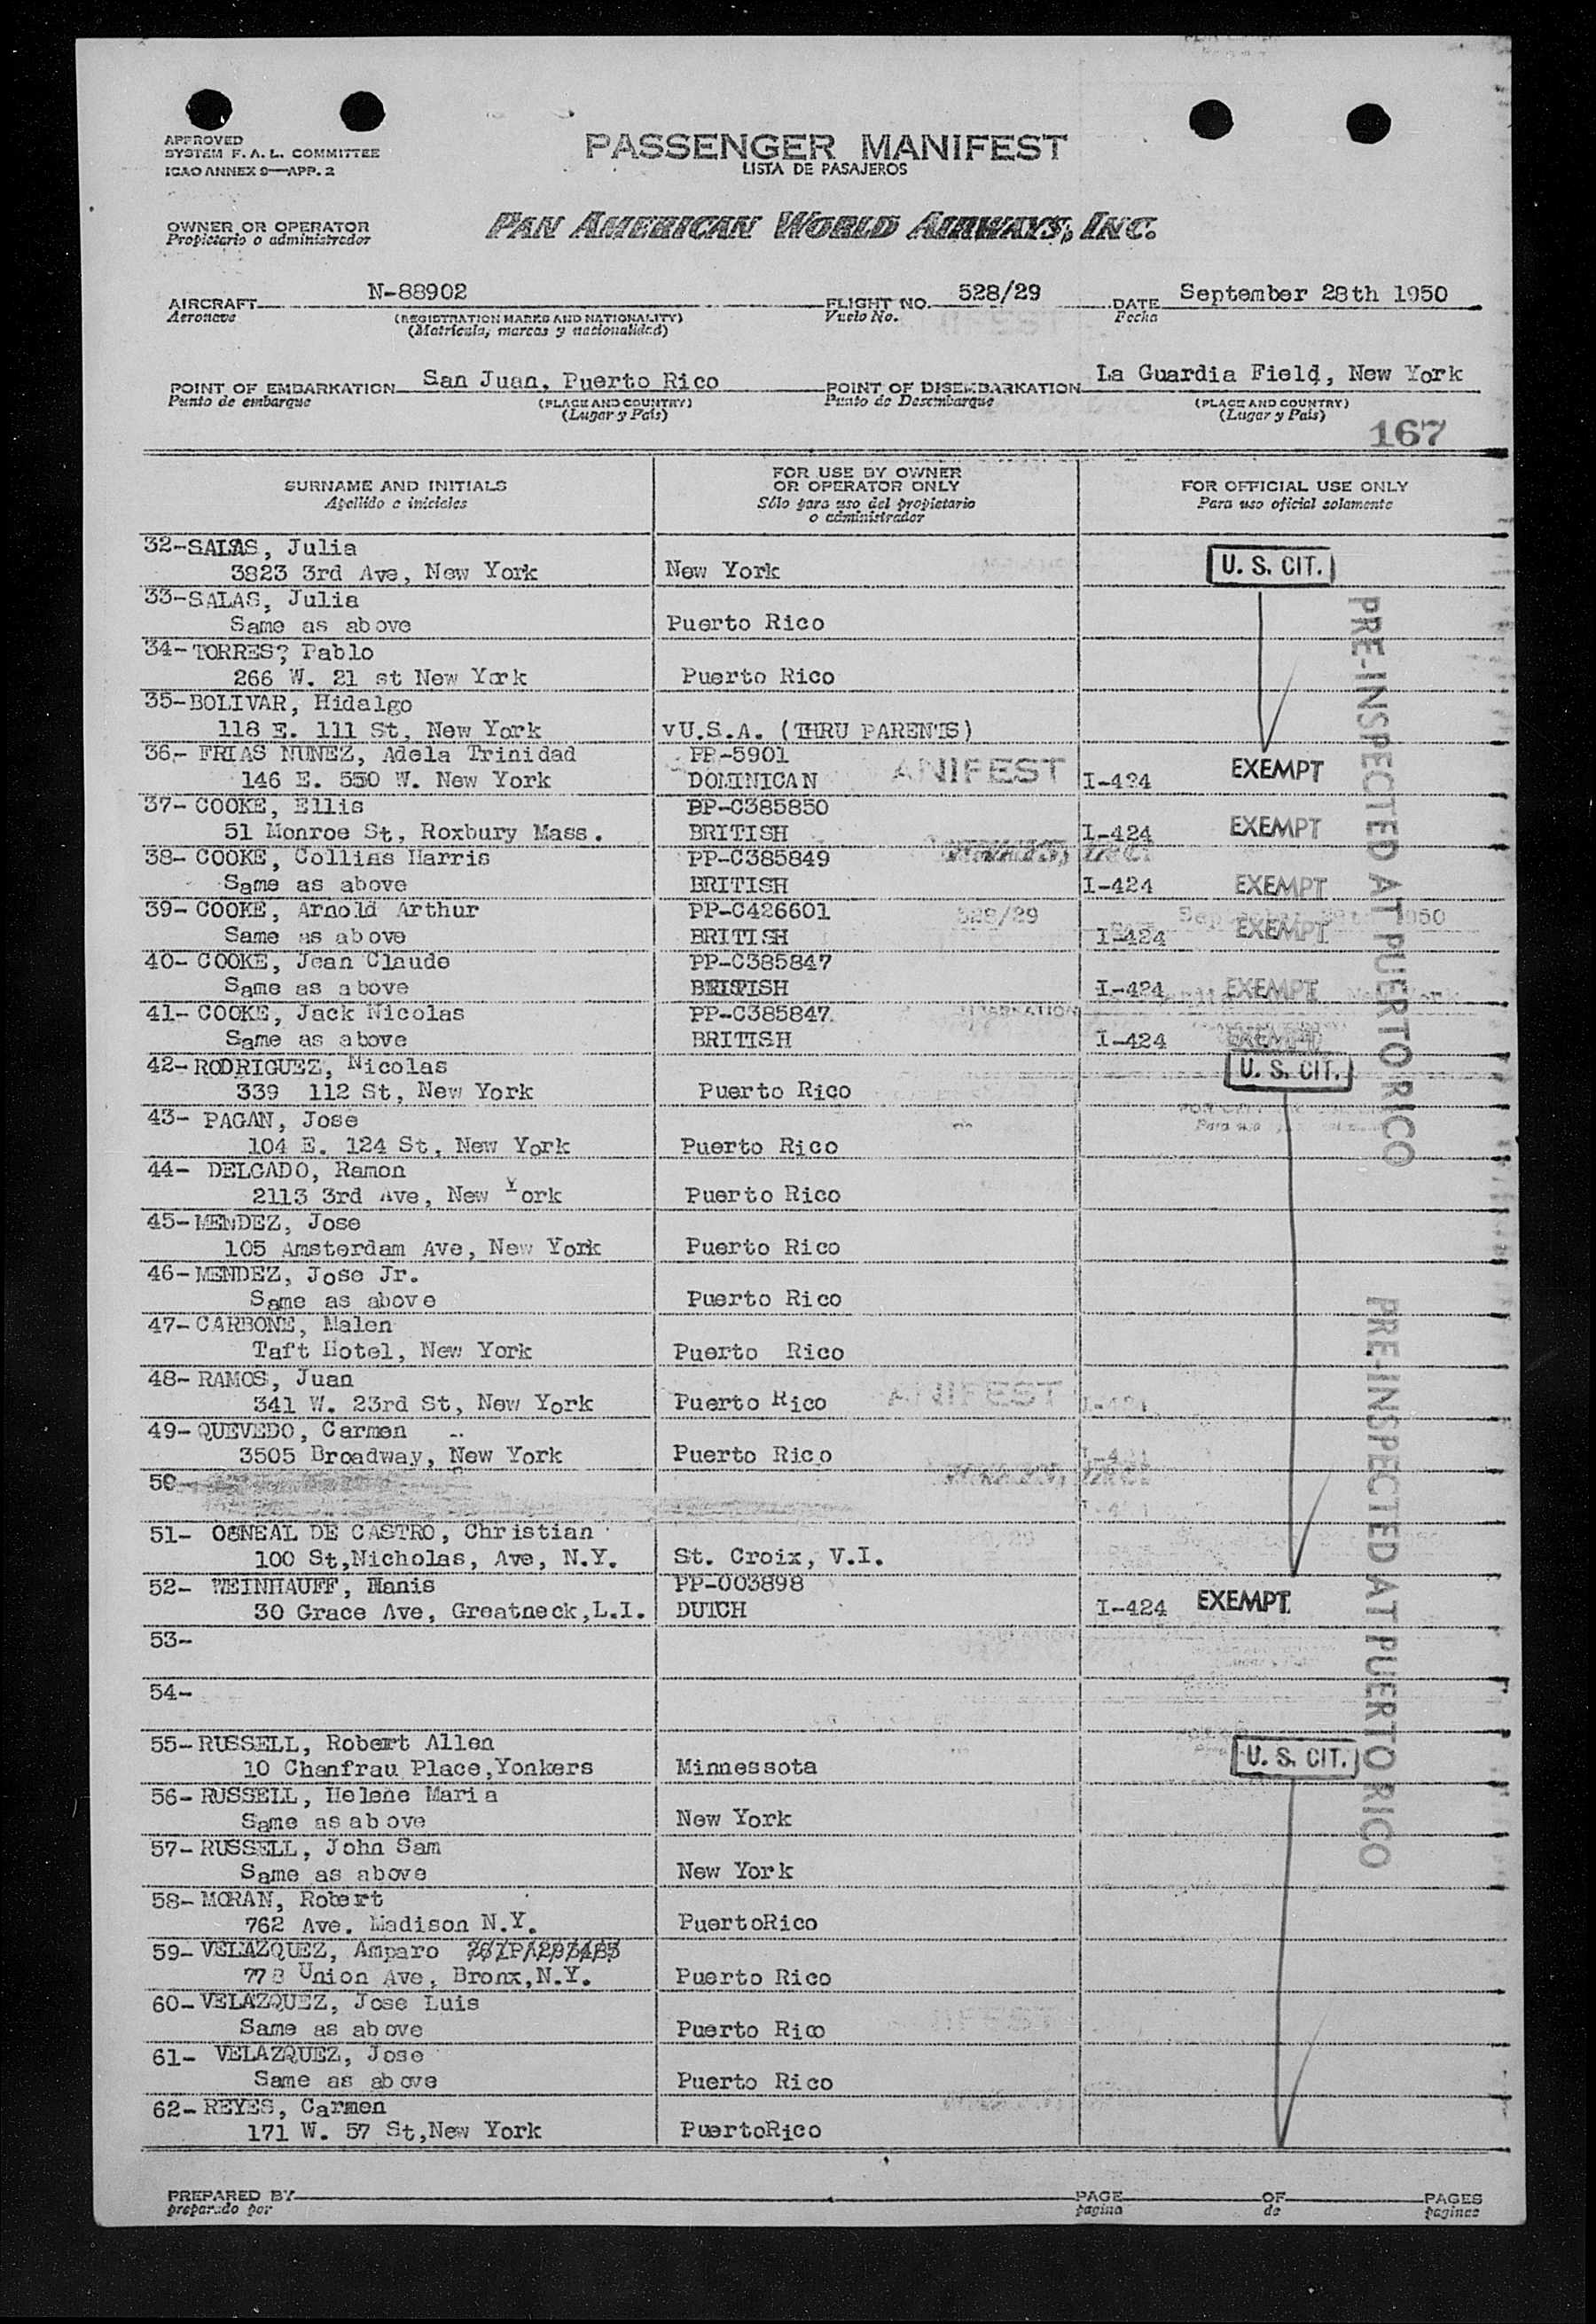 APPROVED
SYSTEM F. A. L. COMMITTEE
ICAO ANNEX 9—APP. 2
PASSENGER MANIFEST
LISTA DE PASAJEROS
OWNER OR OPERATOR
Propietario o administrador
PAN AMERICAN WORLD AIRWAYS, INC.
AIRCRAFT N-88902 FLIGHT NO. 528/29 DATE September 28th 1950
Aeronave (REGISTRATION MARKS AND NATIONALITY) Vuelo No. Fecha
(Matricula, marcas y nacionalidad)
POINT OF EMBARKATION San Juan, Puerto Rico POINT OF DISEMBARKATION La Guardia Field, New York
Punto de embarque (PLACE AND COUNTRY) Punto de Desembarque (PLACE AND COUNTRY)
(Lugar y País) (Lugar y País)
167
SURNAME AND INITIALS FOR USE BY OWNER OR OPERATOR ONLY FOR OFFICIAL USE ONLY
Apellido e iniciales Sólo para uso del propietario o administrador Para uso oficial solamente
32-SALAS, Julia
3823 3rd Ave, New York New York U. S. CIT.
33-SALAS, Julia
Same as above Puerto Rico
34-TORRES?, Pablo
266 W. 21 st New York Puerto Rico
35-BOLIVAR, Hidalgo
118 E. 111 St, New York vU.S.A. (THRU PARENTS)
36- FRIAS NUNEZ, Adela Trinidad PP-5901
146 E. 550 W. New York DOMINICAN I-424 EXEMPT
37- COOKE, Ellis PP-C385850
51 Monroe St, Roxbury Mass. BRITISH I-424 EXEMPT
38- COOKE, Collins Harris PP-C385849
Same as above BRITISH I-424 EXEMPT
39- COOKE, Arnold Arthur PP-C426601
Same as above BRITISH I-424 EXEMPT
40- COOKE, Jean Claude PP-C385847
Same as above BRITISH I-424 EXEMPT
41- COOKE, Jack Nicolas PP-C385847
Same as above BRITISH I-424 EXEMPT
42-RODRIGUEZ, Nicolas
339 112 St, New York Puerto Rico U. S. CIT.
43- PAGAN, Jose
104 E. 124 St, New York Puerto Rico
44- DELGADO, Ramon
2113 3rd Ave, New York Puerto Rico
45-MENDEZ, Jose
105 Amsterdam Ave, New York Puerto Rico
46-MENDEZ, Jose Jr.
Same as above Puerto Rico
47-CARBONE, Malen
Taft Hotel, New York Puerto Rico
48-RAMOS, Juan
341 W. 23rd St, New York Puerto Rico
49-QUEVEDO, Carmen
3505 Broadway, New York Puerto Rico
50-
51- O'NEAL DE CASTRO, Christian
100 St,Nicholas, Ave, N.Y. St. Croix, V.I.
52- WEINHAUFF, Hanis PP-003898
30 Grace Ave, Greatneck,L.I. DUTCH I-424 EXEMPT
53-
54-
55-RUSSELL, Robert Allen
10 Chanfrau Place,Yonkers Minnessota U. S. CIT.
56-RUSSELL, Helene Maria
Same as above New York
57-RUSSELL, John Sam
Same as above New York
58-MORAN, Robert
762 Ave. Madison N.Y. PuertoRico
59- VELAZQUEZ, Amparo
778 Union Ave, Bronx,N.Y. Puerto Rico
60-VELAZQUEZ, Jose Luis
Same as above Puerto Rico
61- VELAZQUEZ, Jose
Same as above Puerto Rico
62-REYES, Carmen
171 W. 57 St,New York PuertoRico
PRE-INSPECTED AT PUERTO RICO
PRE-INSPECTED AT PUERTO RICO
PREPARED BY PAGE OF PAGES
preparado por pagina de paginas